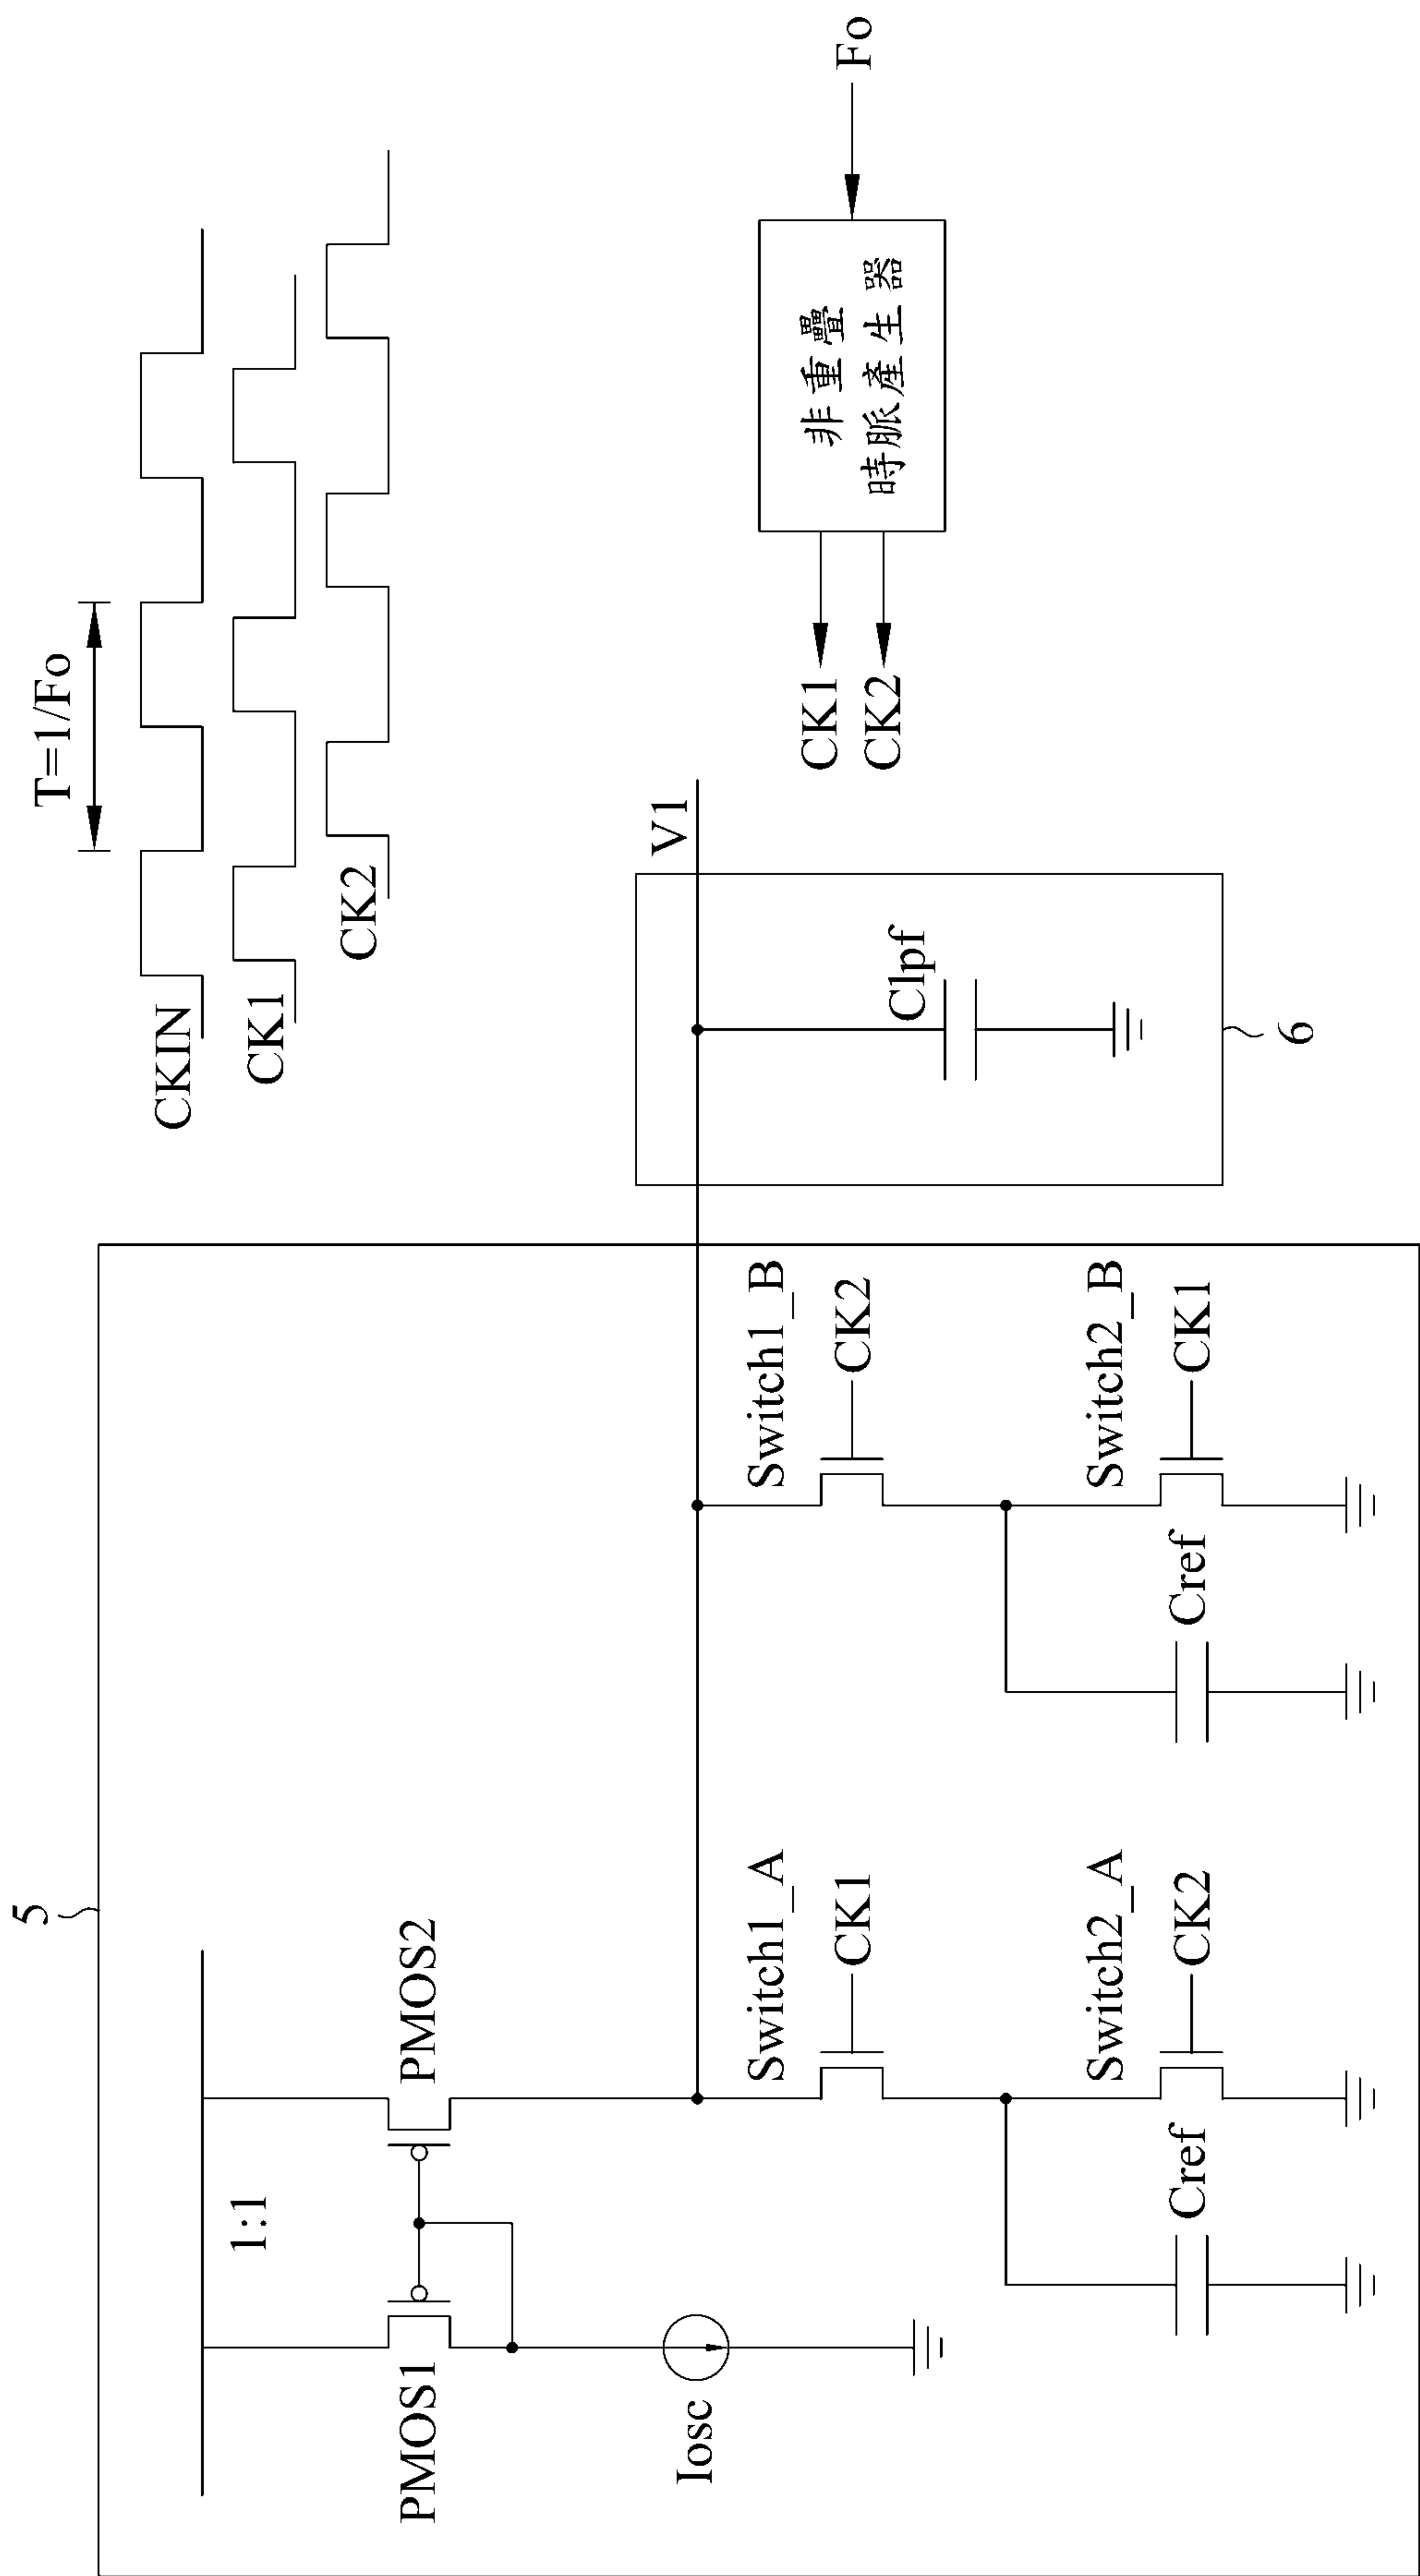 5
1:1
PMOS1
PMOS2
Iosc
Switch1_A
CK1
Switch2_A
CK2
Cref
Switch1_B
CK2
Switch2_B
CK1
Cref
V1
Clpf
6
T=1/Fo
CKIN
CK1
CK2
CK1
CK2
非重疊
時脈產生器
Fo